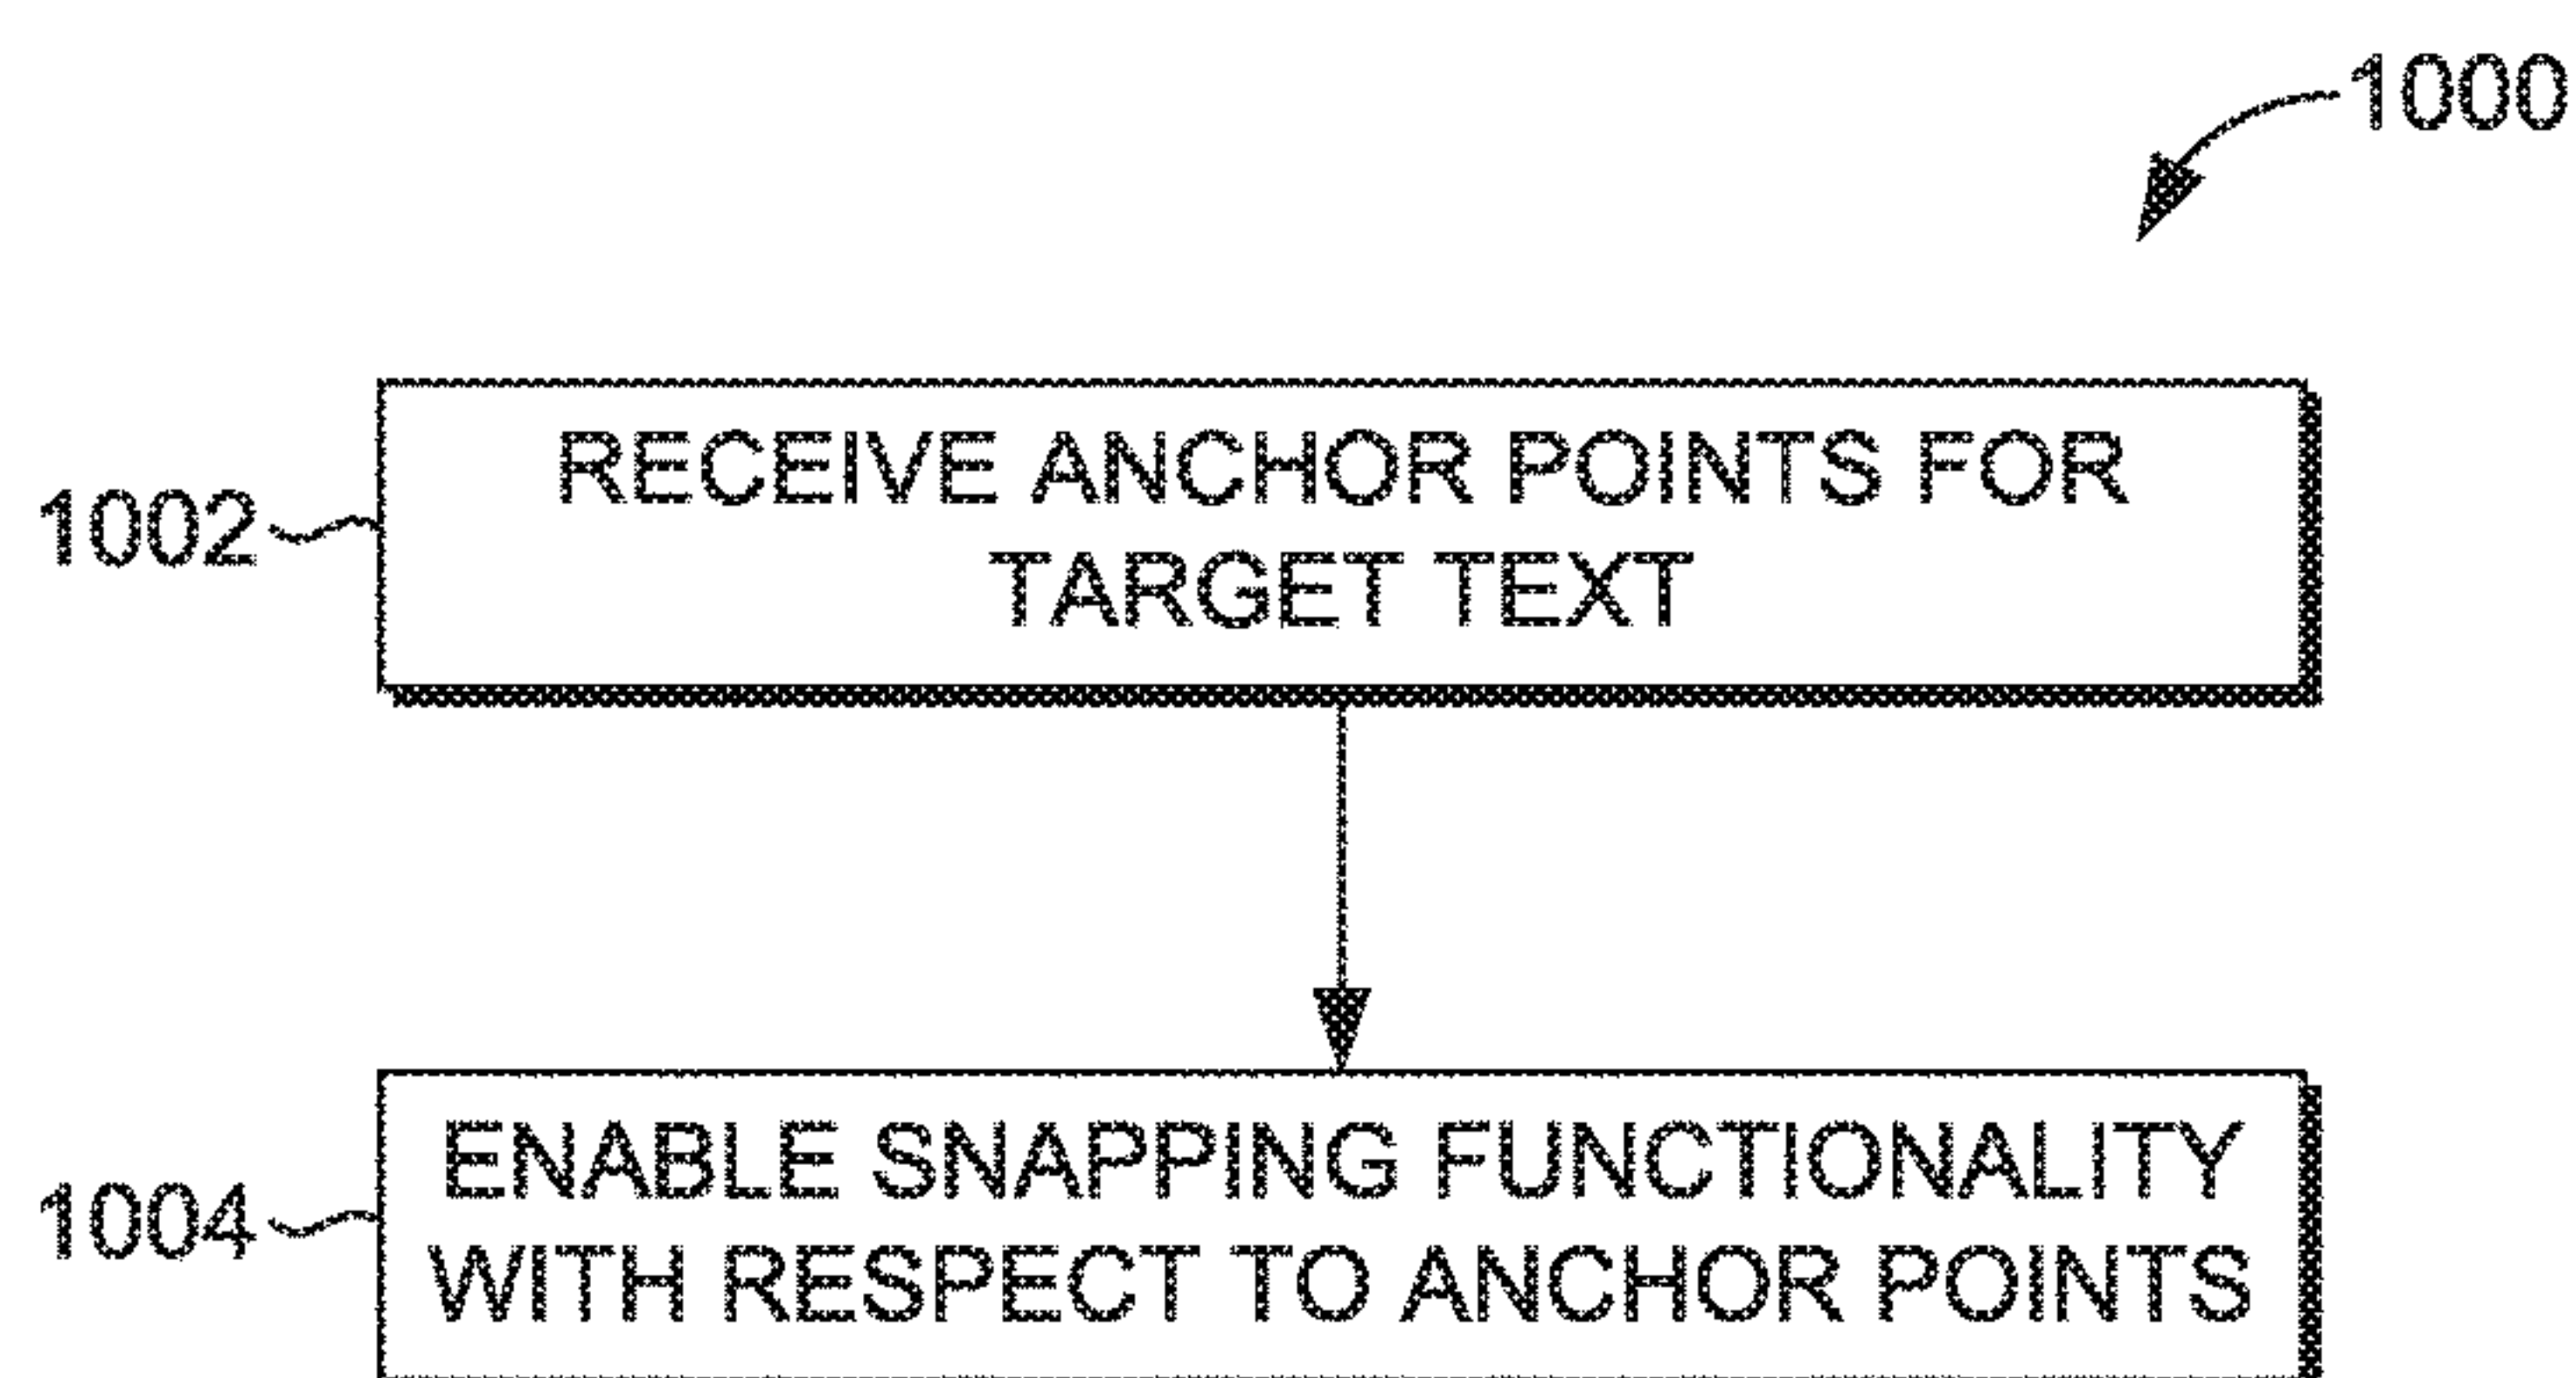 1000
RECEIVE ANCHOR POINTS FOR
1002
TARGET TEXT
ENABLE SNAPPING FUNCTIONALITY
1004
WITH RESPECT TO ANCHOR POINTS